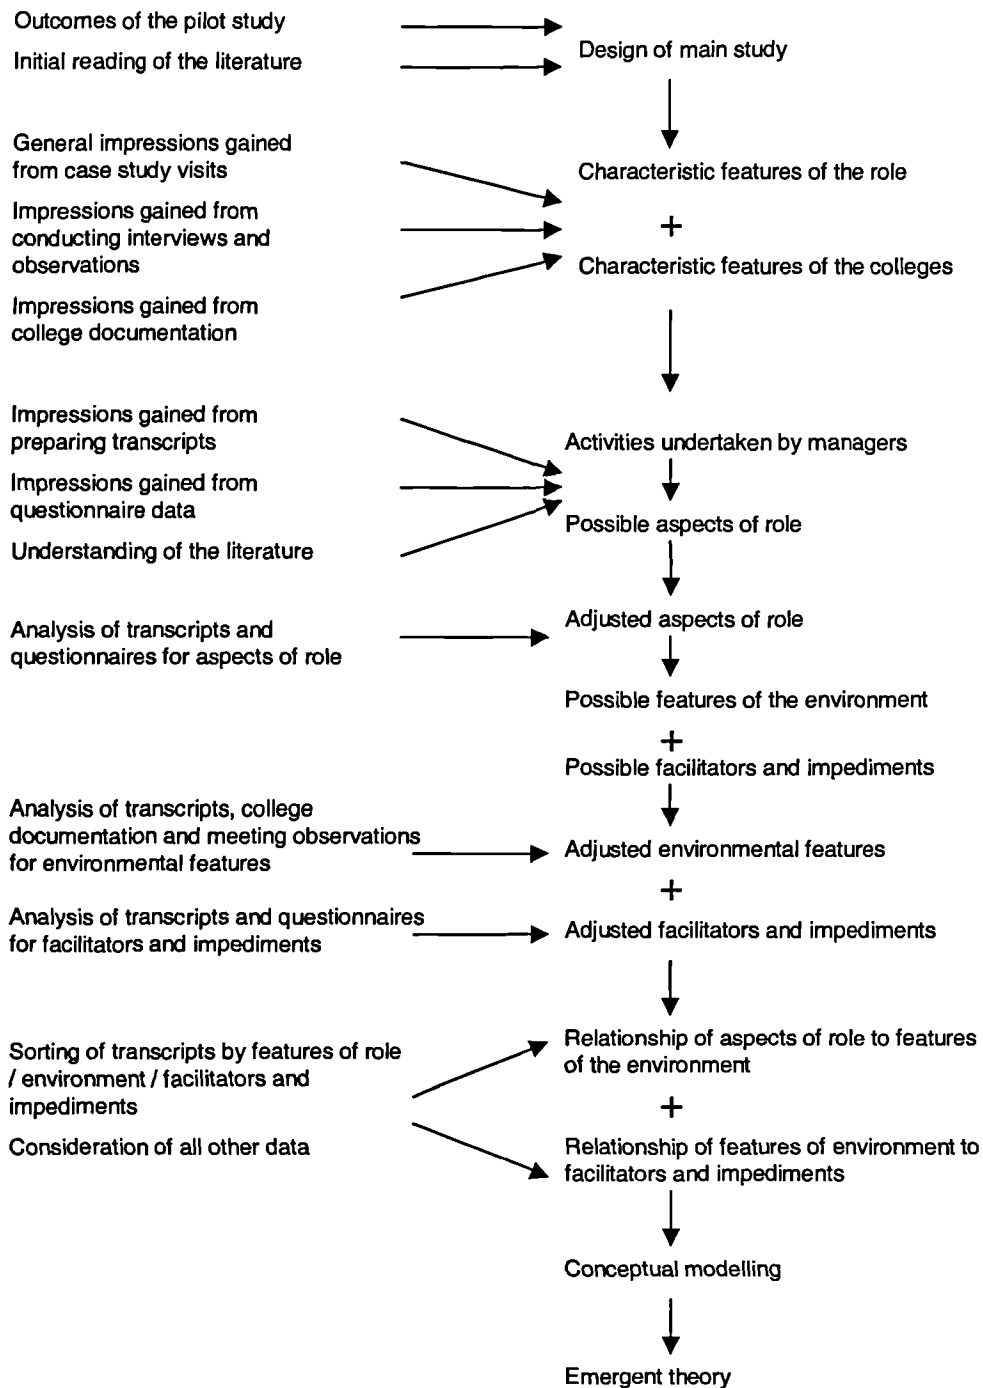 Outcomes of the pilot study
Initial reading of the literature
Design of main study
General impressions gained
from case study visits
Characteristic features of the role
Impressions gained from
conducting interviews and
observations
+
Characteristic features of the colleges
Impressions gained from
college documentation
Impressions gained from
preparing transcripts
Activities undertaken by managers
Impressions gained from
questionnaire data
Possible aspects of role
Understanding of the literature
Adjusted aspects of role
Analysis of transcripts and
questionnaires for aspects of role
Possible features of the environment
+
Possible facilitators and impediments
Analysis of transcripts, college
documentation and meeting observations
for environmental features
Adjusted environmental features
+
Analysis of transcripts and questionnaires
for facilitators and impediments
Adjusted facilitators and impediments
Relationship of aspects of role to features
of the environment
Sorting of transcripts by features of role
/ environment / facilitators and
impediments
+
Consideration of all other data
Relationship of features of environment to
facilitators and impediments
Conceptual modelling
Emergent theory